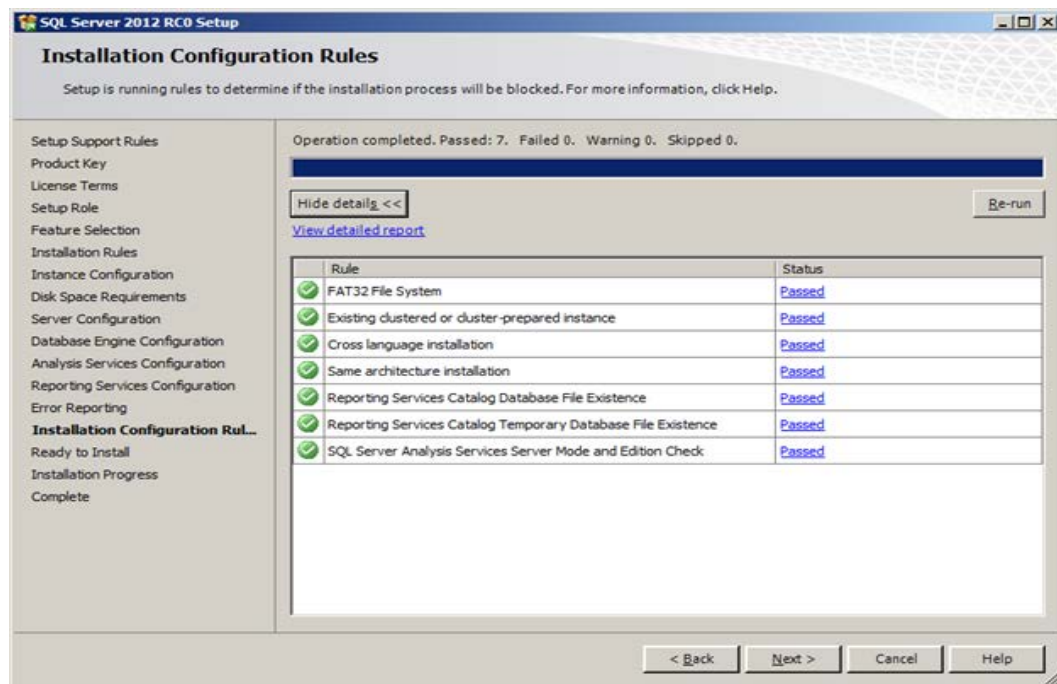 SQL Server 2012 RC0 Setup
Installation Configuration Rules
Setup is running rules to determine if the installation process will be blocked. For more information, click Help.
Setup Support Rules
Product Key
License Terms
Setup Role
Feature Selection
Installation Rules
Instance Configuration
Disk Space Requirements
Server Configuration
Database Engine Configuration
Analysis Services Configuration
Reporting Services Configuration
Error Reporting
Installation Configuration Rul...
Ready to Install
Installation Progress
Complete
Operation completed. Passed: 7. Failed 0. Warning 0. Skipped 0.
Hide details << Re-run
View detailed report
Rule Status
FAT32 File System Passed
Existing clustered or cluster-prepared instance Passed
Cross language installation Passed
Same architecture installation Passed
Reporting Services Catalog Database File Existence Passed
Reporting Services Catalog Temporary Database File Existence Passed
SQL Server Analysis Services Server Mode and Edition Check Passed
< Back Next > Cancel Help